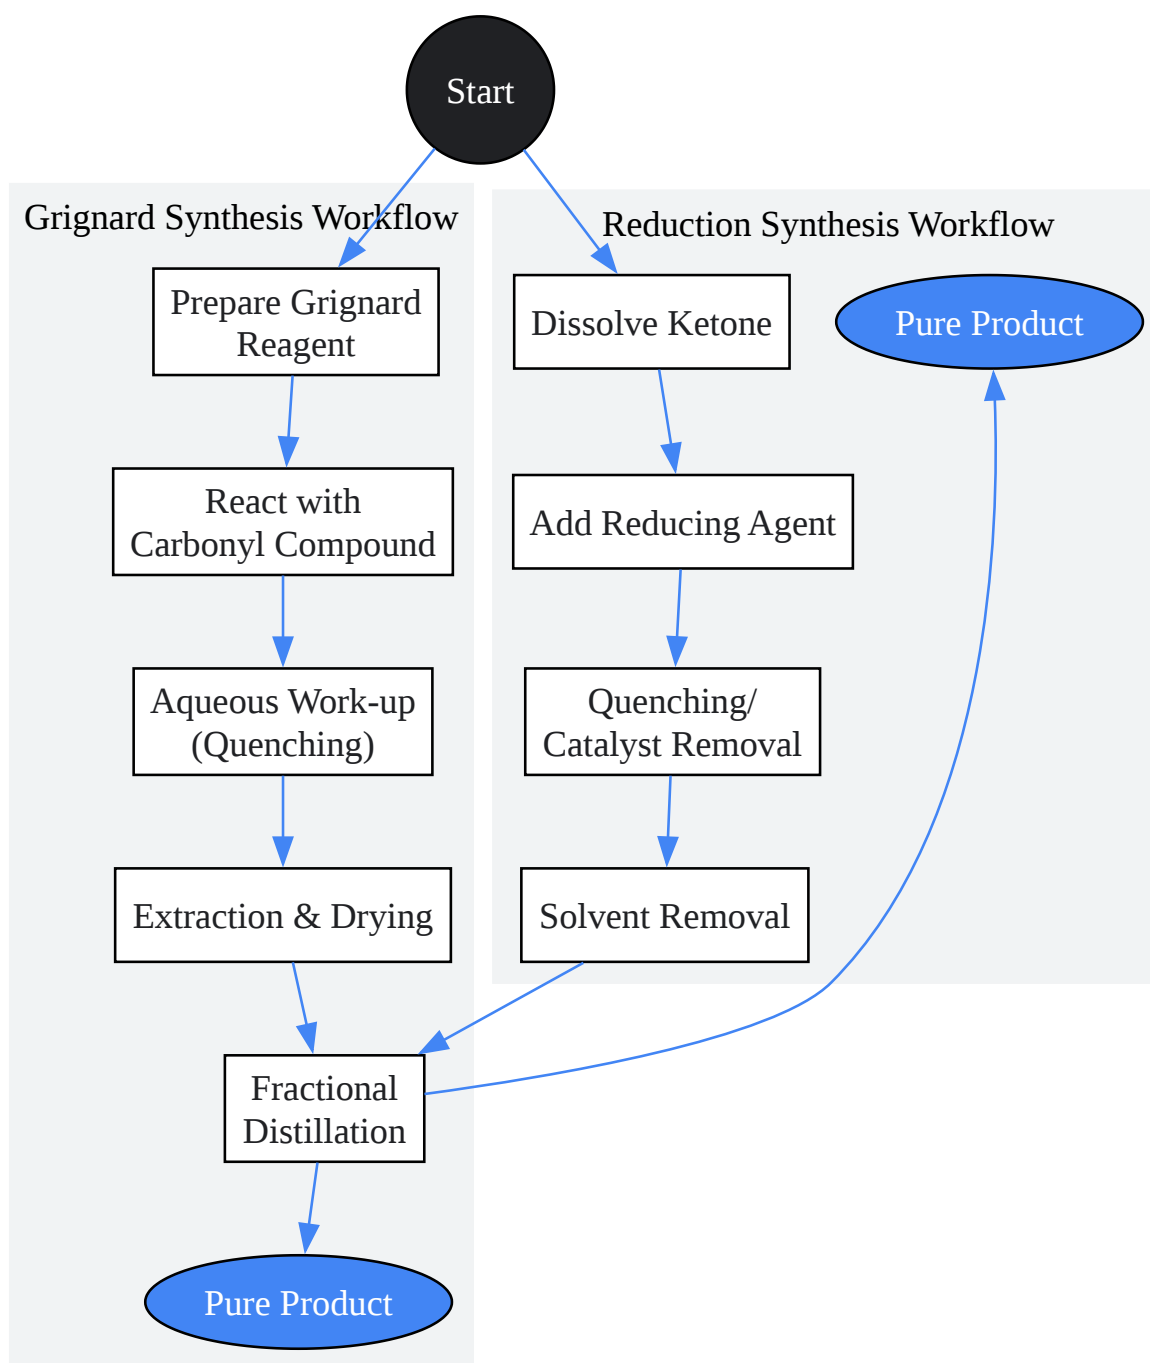 Start
Grignard Synthesis Workflow
Prepare Grignard
Reagent
React with
Carbonyl Compound
Aqueous Work-up
(Quenching)
Extraction & Drying
Fractional
Distillation
Pure Product
Reduction Synthesis Workflow
Dissolve Ketone
Pure Product
Add Reducing Agent
Quenching/
Catalyst Removal
Solvent Removal